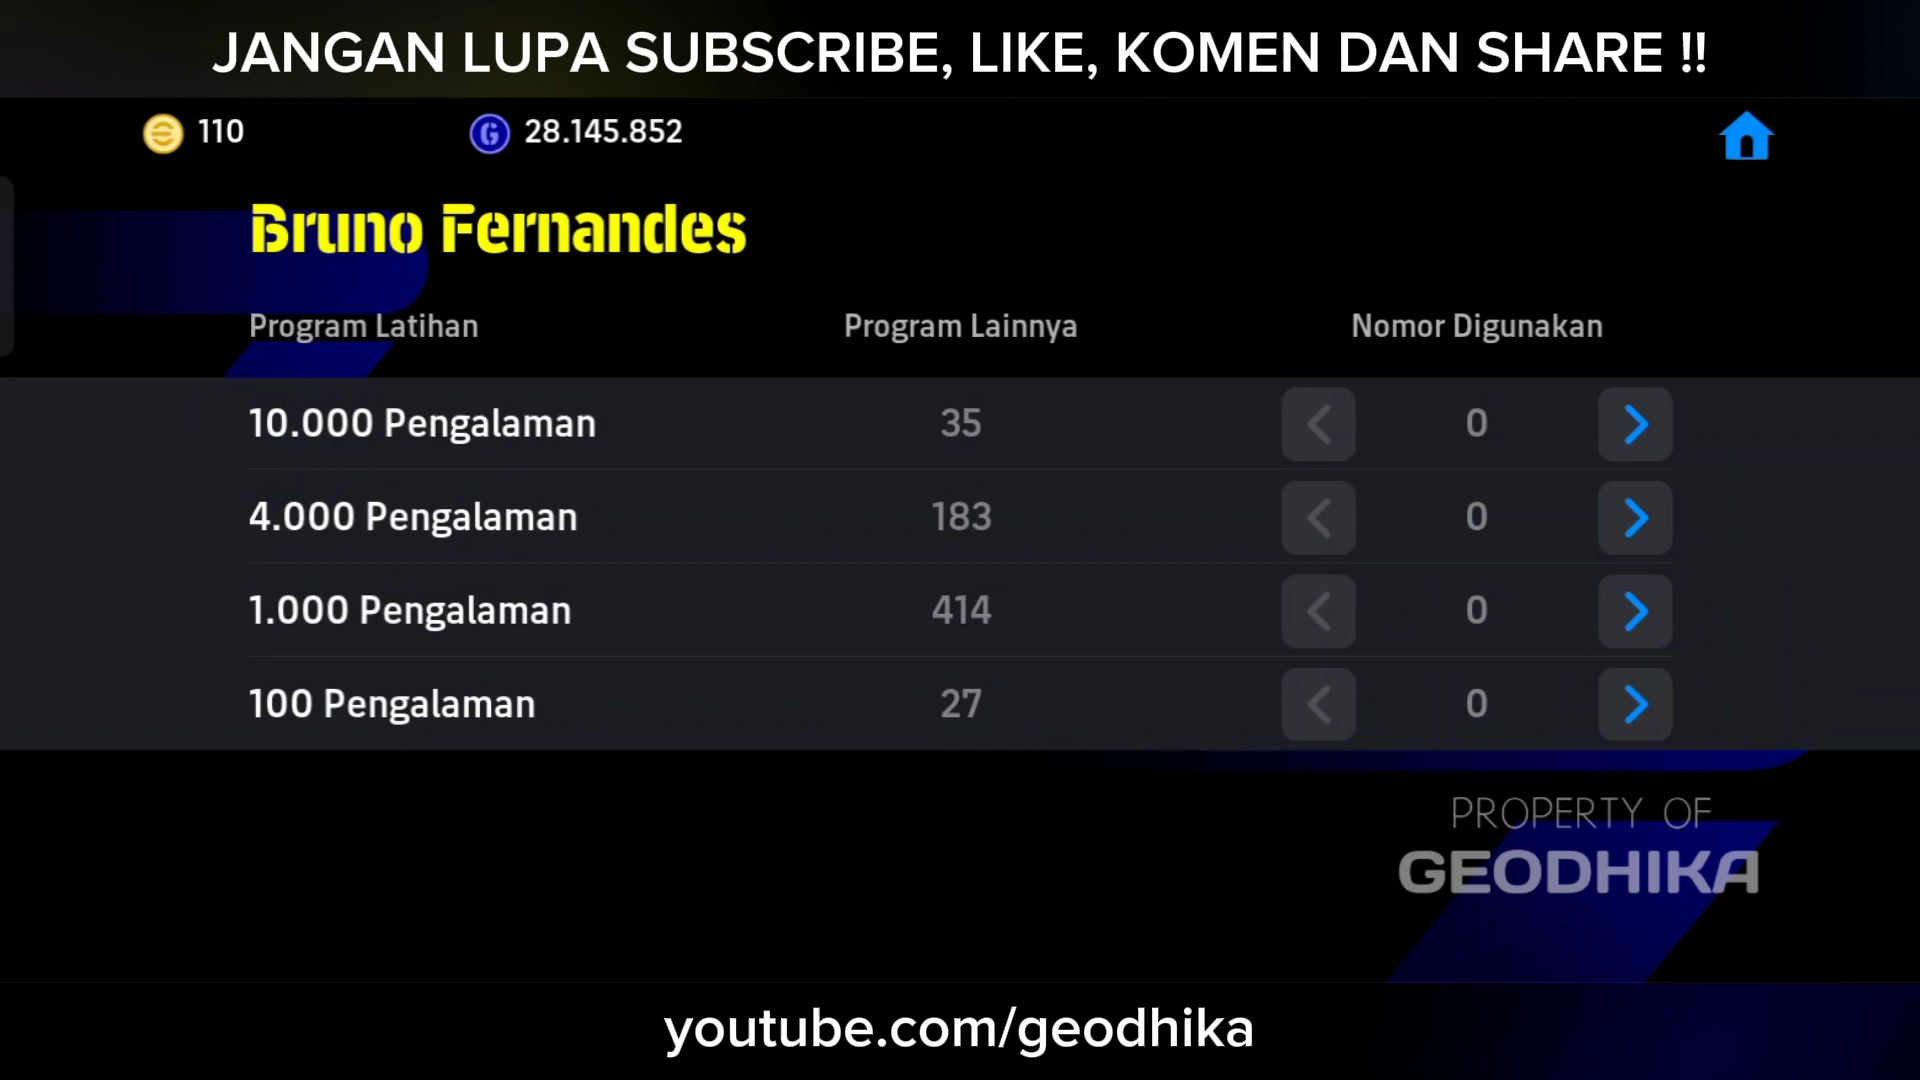 JANGAN LUPA SUBSCRIBE, LIKE, KOMEN DAN SHARE !!
110 28.145.852
Bruno Fernandes
Program Latihan Program Lainnya Nomor Digunakan
10.000 Pengalaman 35 0
4.000 Pengalaman 183 0
1.000 Pengalaman 414 0
100 Pengalaman 27 0
PROPERTY OF
GEODHIKA
youtube.com/geodhika